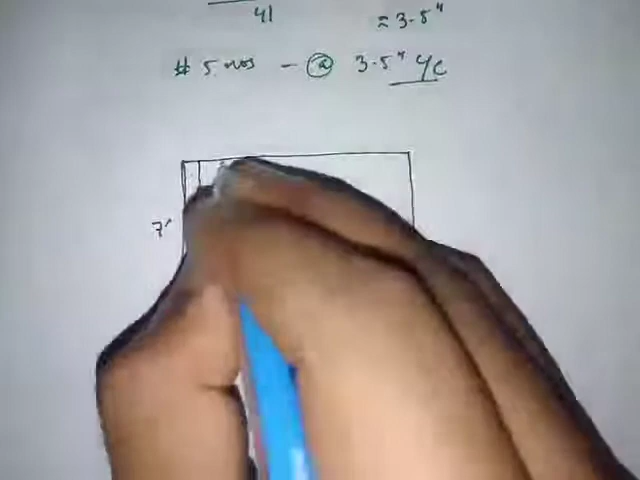 41
≈ 3.5"
# 5 nos - @ 3.5" c/c
7'